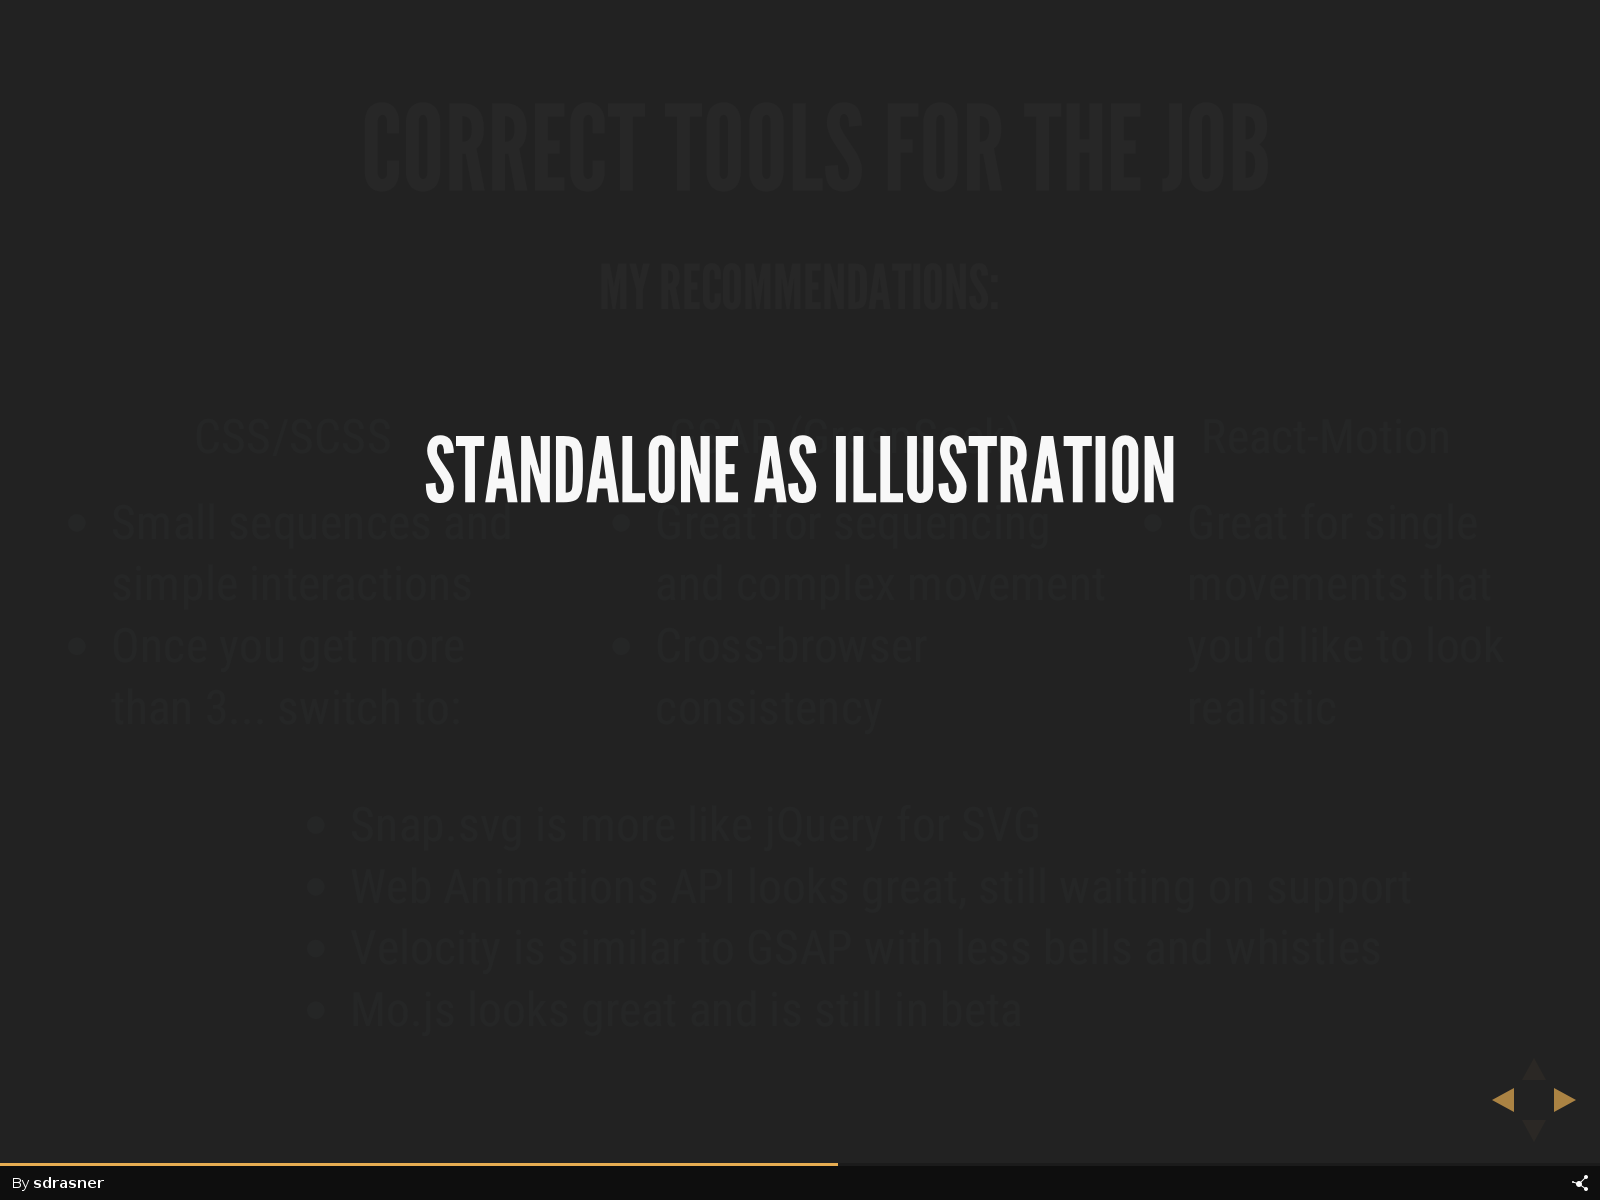 CORRECT TOOLS FOR THE JOB
MY RECOMMENDATIONS:
STANDALONE AS ILLUSTRATION
CSS/SCSS
GSAP (GreenSock)
React-Motion
Small sequences and
simple interactions
Once you get more
than 3... switch to:
Great for sequencing
and complex movement
Cross-browser
consistency
Great for single
movements that
you'd like to look
realistic
Snap.svg is more like jQuery for SVG
Web Animations API looks great, still waiting on support
Velocity is similar to GSAP with less bells and whistles
Mo.js looks great and is still in beta
By sdrasner